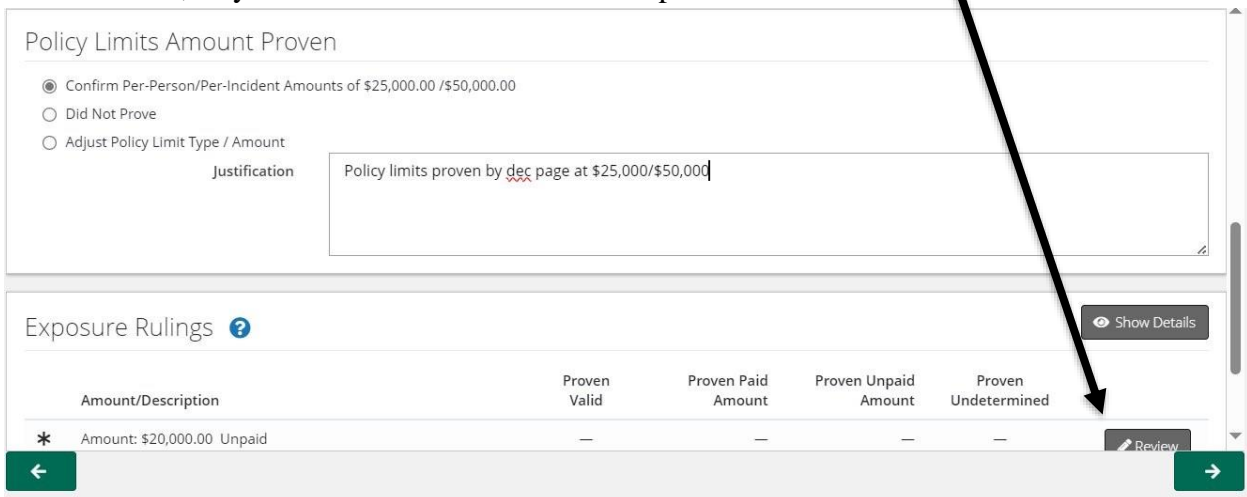 Policy Limits Amount Proven
Confirm Per-Person/Per-Incident Amounts of $25,000.00 /$50,000.00
Did Not Prove
Adjust Policy Limit Type / Amount
Justification
Policy limits proven by dec page at $25,000/$50,000
Exposure Rulings ?
Show Details
Amount/Description Proven Valid Proven Paid Amount Proven Unpaid Amount Proven Undetermined
* Amount: $20,000.00 Unpaid — — — — Review